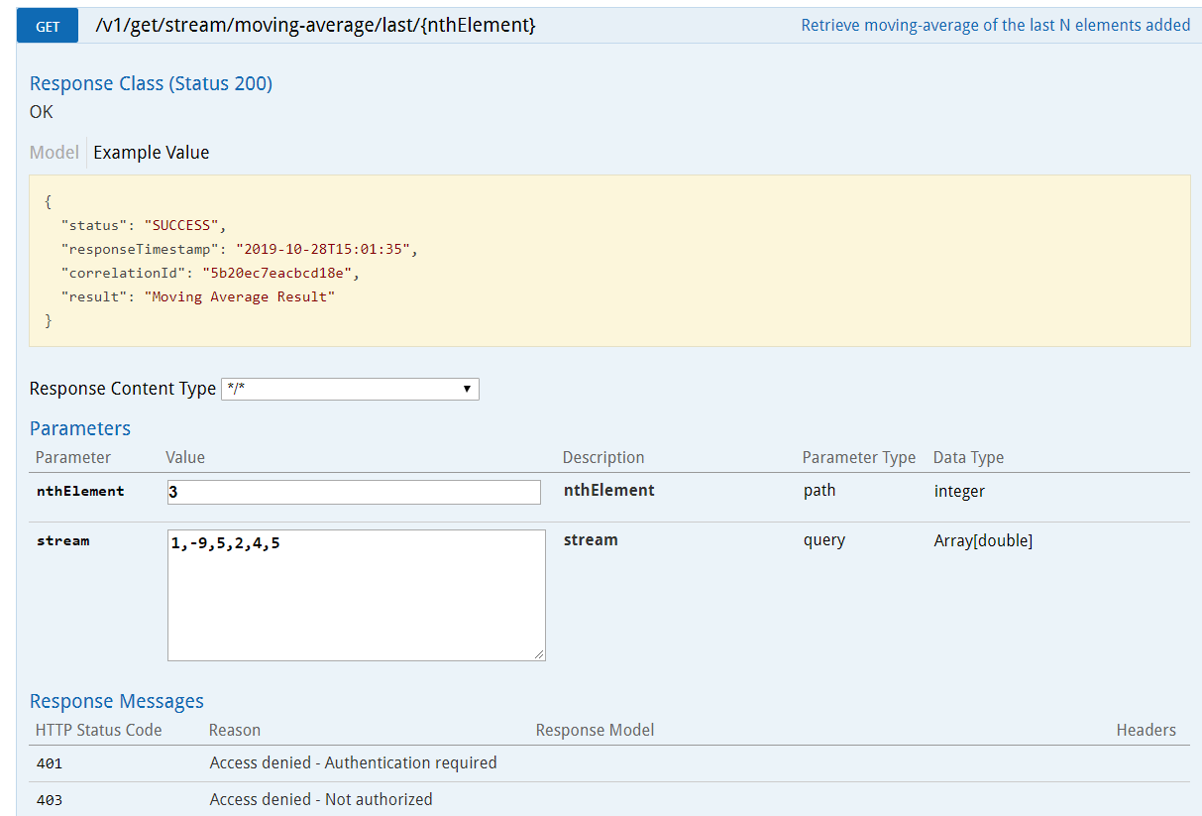 GET /v1/get/stream/moving-average/last/{nthElement} Retrieve moving-average of the last N elements added
Response Class (Status 200)
OK
Model Example Value
{
"status": "SUCCESS",
"responseTimestamp": "2019-10-28T15:01:35",
"correlationId": "5b20ec7eacbcd18e",
"result": "Moving Average Result"
}
Response Content Type */*
Parameters
Parameter Value Description Parameter Type Data Type
nthElement 3 nthElement path integer
stream 1,-9,5,2,4,5 stream query Array[double]
Response Messages
HTTP Status Code Reason Response Model Headers
401 Access denied - Authentication required
403 Access denied - Not authorized